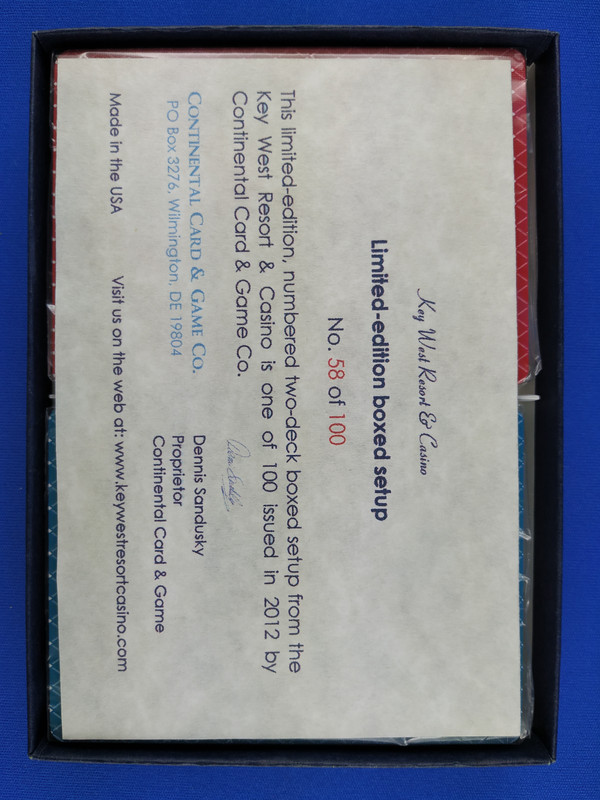 Key West Resort & Casino
Limited-edition boxed setup
No. 58 of 100
This limited-edition, numbered two-deck boxed setup from the
Key West Resort & Casino is one of 100 issued in 2012 by
Continental Card & Game Co.
CONTINENTAL CARD & GAME CO.
PO Box 3276, Wilmington, DE 19804
Dennis Sandusky
Proprietor
Continental Card & Game
Made in the USA
Visit us on the web at: www.keywestresortcasino.com